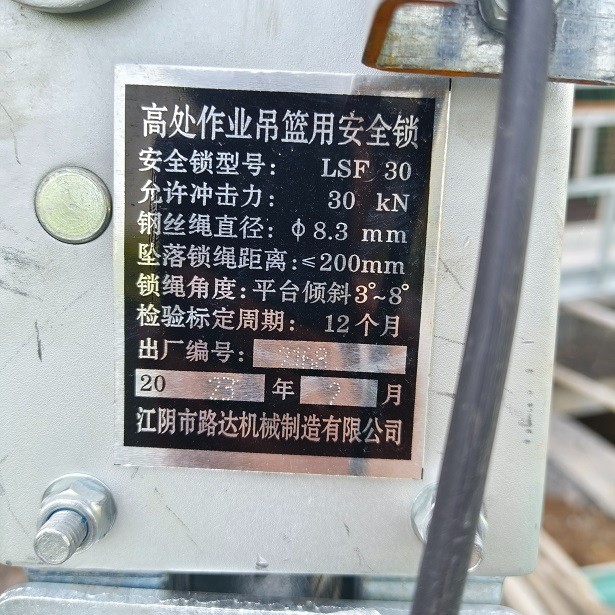 高处作业吊篮用安全锁
安全锁型号: LSF 30
允许冲击力: 30 kN
钢丝绳直径: ф8.3 mm
坠落锁绳距离:≤200mm
锁绳角度:平台倾斜3°~8°
检验标定周期: 12个月
出厂编号:
20 23 年 月
江阴市路达机械制造有限公司